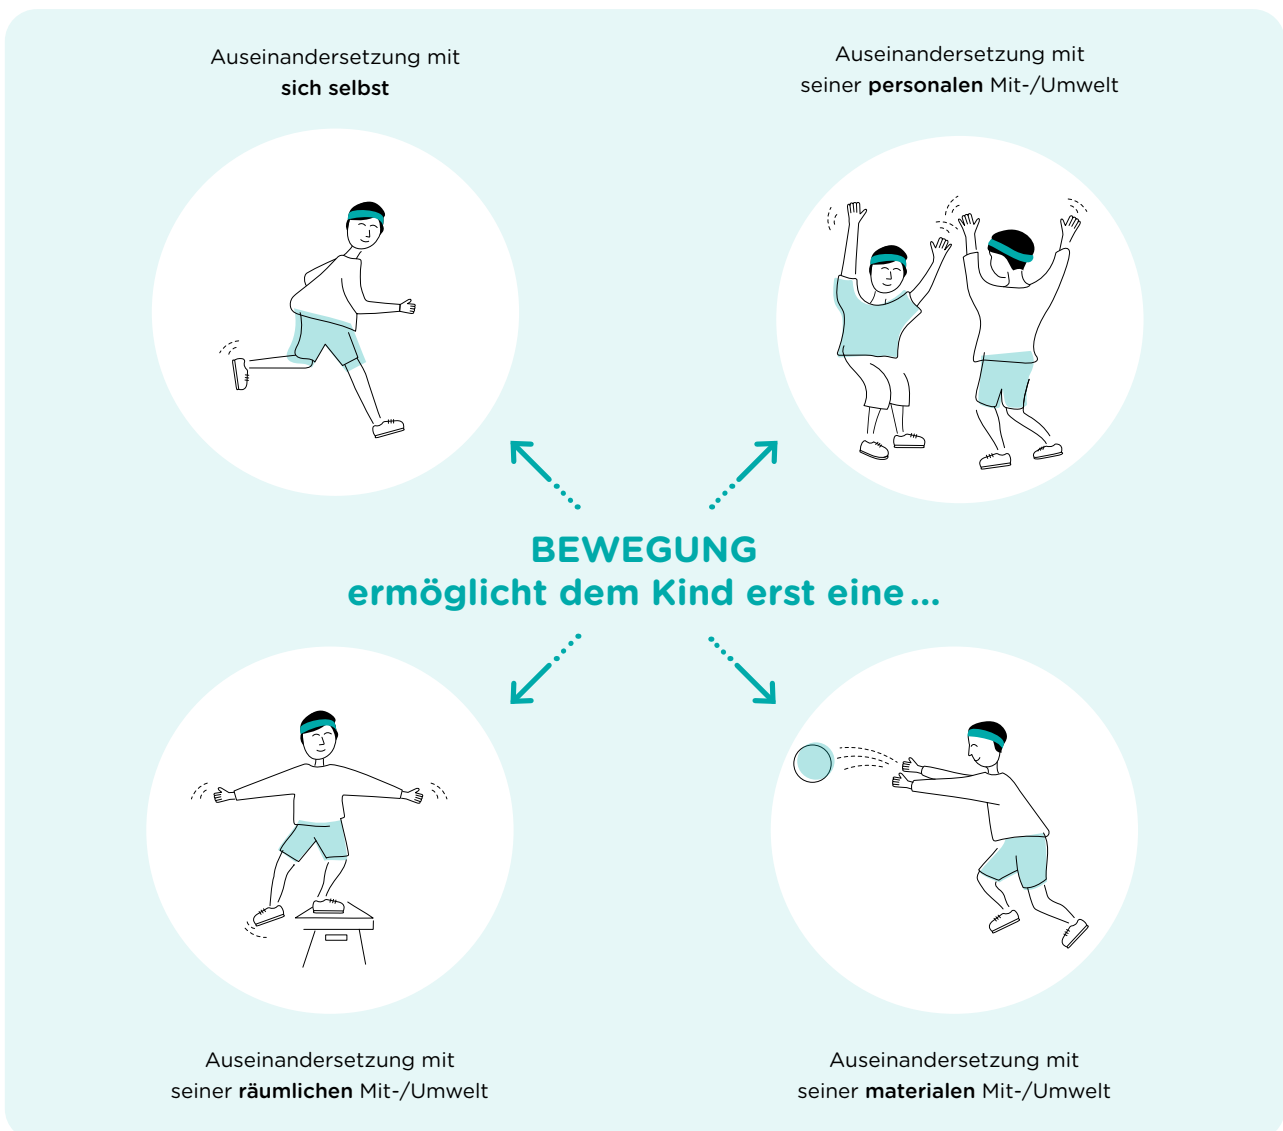 Auseinandersetzung mit
sich selbst
Auseinandersetzung mit
seiner personalen Mit-/Umwelt
BEWEGUNG
ermöglicht dem Kind erst eine ...
Auseinandersetzung mit
seiner räumlichen Mit-/Umwelt
Auseinandersetzung mit
seiner materialen Mit-/Umwelt